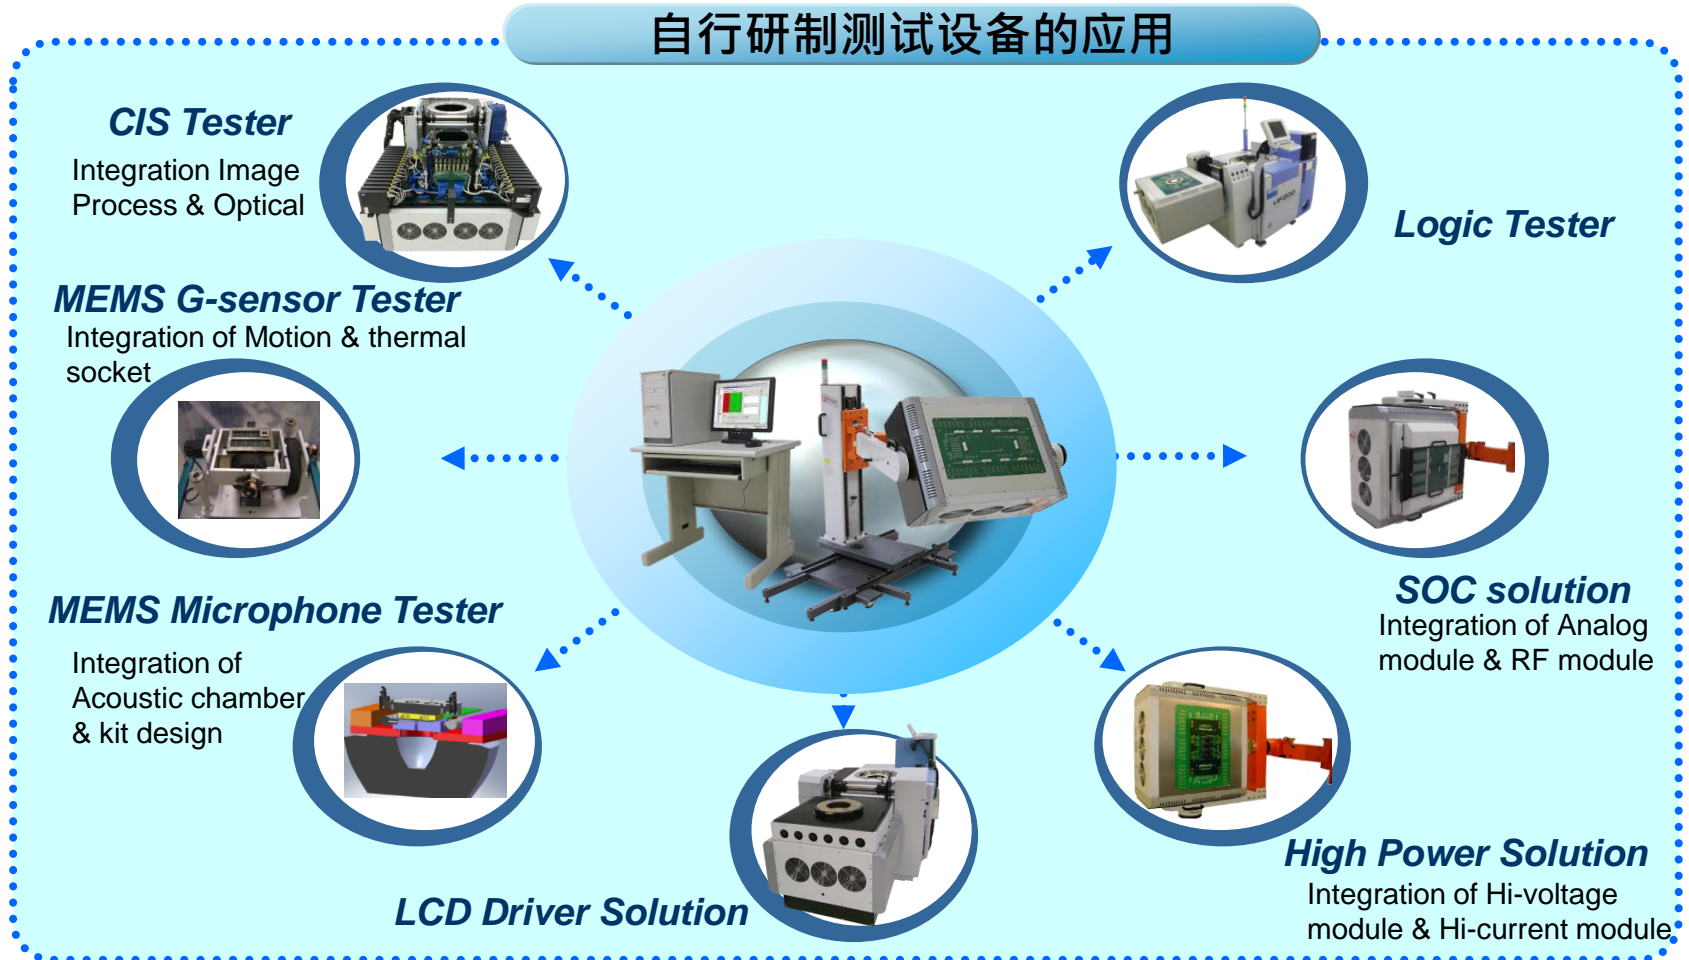 自行研制测试设备的应用
CIS Tester
Integration Image
Process & Optical
MEMS G-sensor Tester
Integration of Motion & thermal
socket
MEMS Microphone Tester
Integration of
Acoustic chamber
& kit design
LCD Driver Solution
Logic Tester
SOC solution
Integration of Analog
module & RF module
High Power Solution
Integration of Hi-voltage
module & Hi-current module